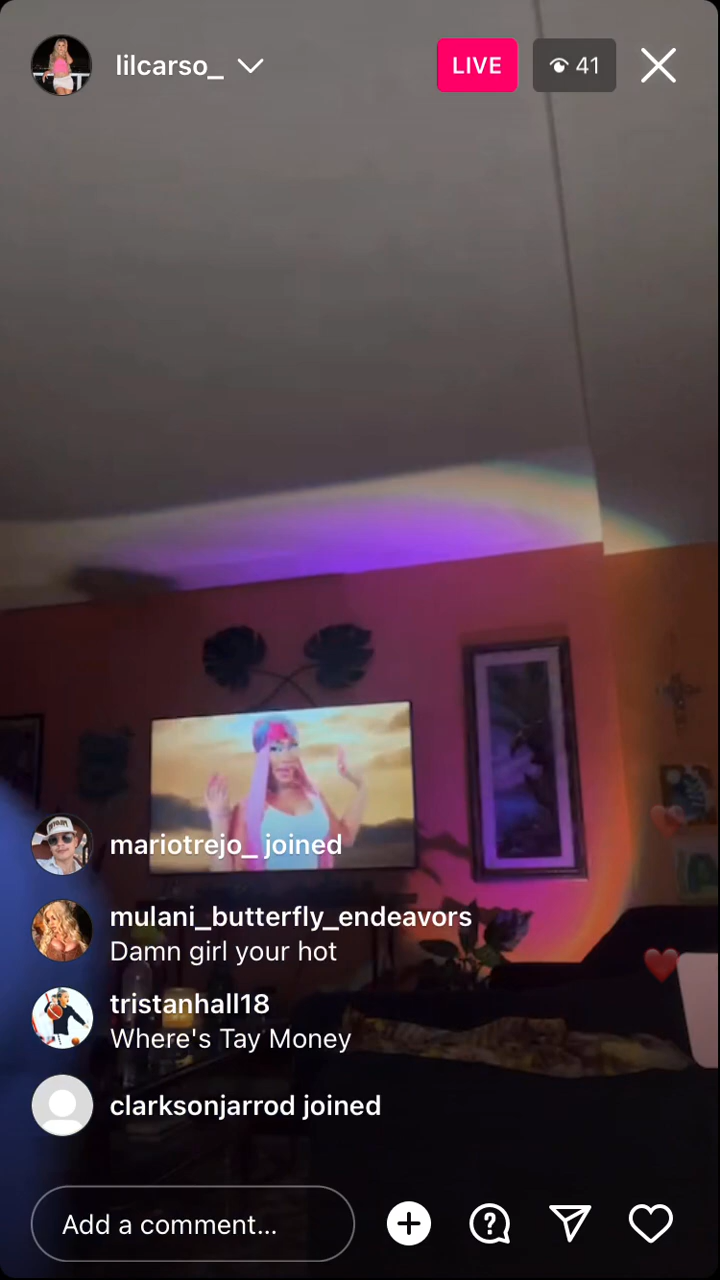 lilcarso_
LIVE
41
mariotrejo_ joined
mulani_butterfly_endeavors
Damn girl your hot
tristanhall18
Where's Tay Money
clarksonjarrod joined
Add a comment...